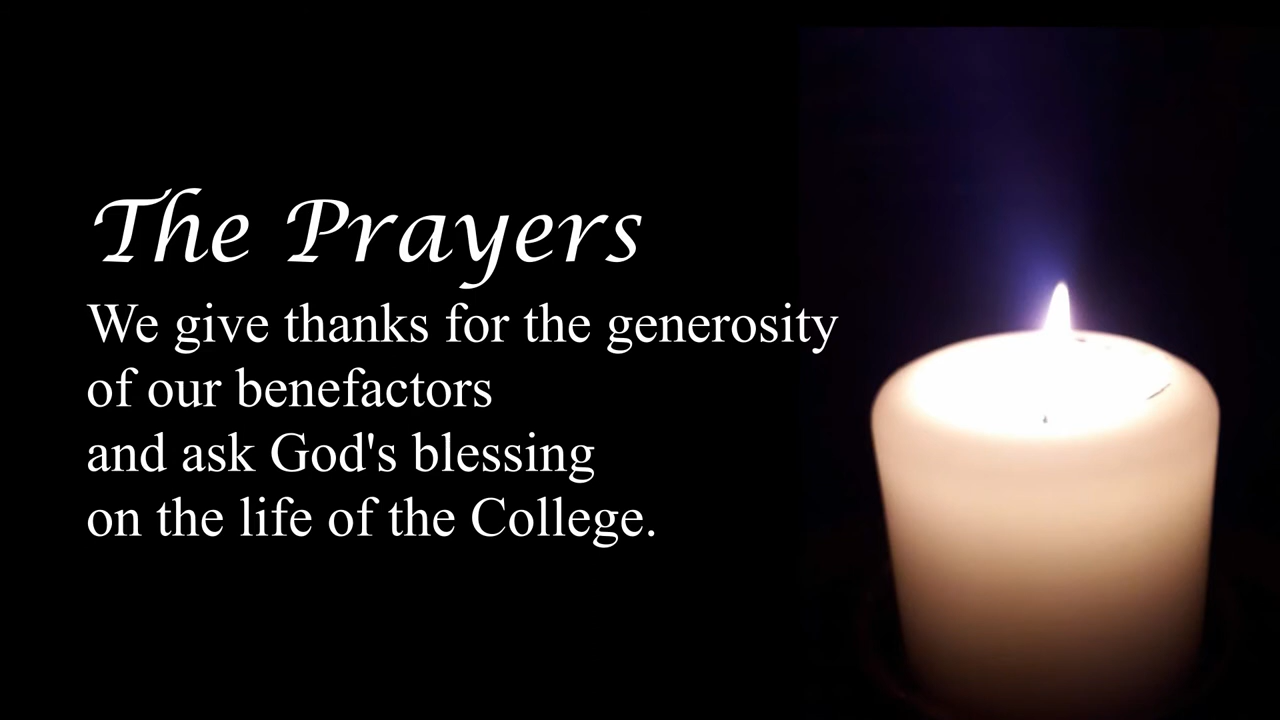 The Prayers
We give thanks for the generosity
of our benefactors
and ask God's blessing
on the life of the College.